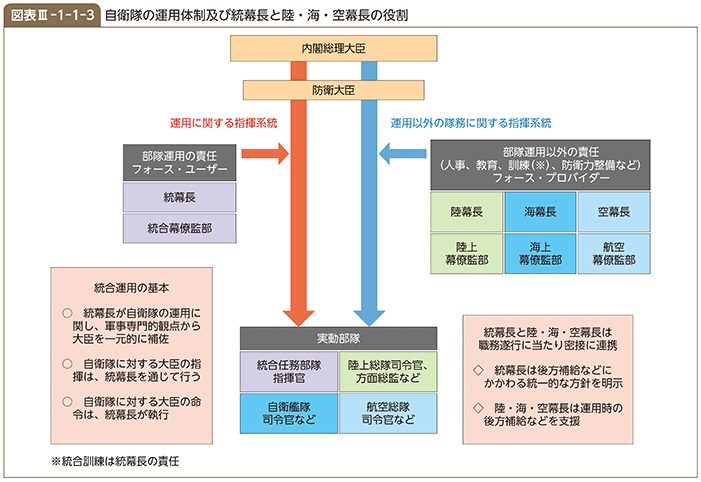 図表Ⅲ-1-1-3 自衛隊の運用体制及び統幕長と陸・海・空幕長の役割
内閣総理大臣
防衛大臣
運用に関する指揮系統
運用以外の隊務に関する指揮系統
部隊運用の責任
フォース・ユーザー
統幕長
統合幕僚監部
部隊運用以外の責任
(人事、教育、訓練(※)、防衛力整備など)
フォース・プロバイダー
陸幕長
海幕長
空幕長
陸上
幕僚監部
海上
幕僚監部
航空
幕僚監部
統合運用の基本
○ 統幕長が自衛隊の運用に
関し、軍事専門的観点から
大臣を一元的に補佐
○ 自衛隊に対する大臣の指
揮は、統幕長を通じて行う
○ 自衛隊に対する大臣の命
令は、統幕長が執行
実動部隊
統合任務部隊
指揮官
陸上総隊司令官、
方面総監など
自衛艦隊
司令官など
航空総隊
司令官など
統幕長と陸・海・空幕長は
職務遂行に当たり密接に連携
◇ 統幕長は後方補給などに
かかわる統一的な方針を明示
◇ 陸・海・空幕長は運用時の
後方補給などを支援
※統合訓練は統幕長の責任